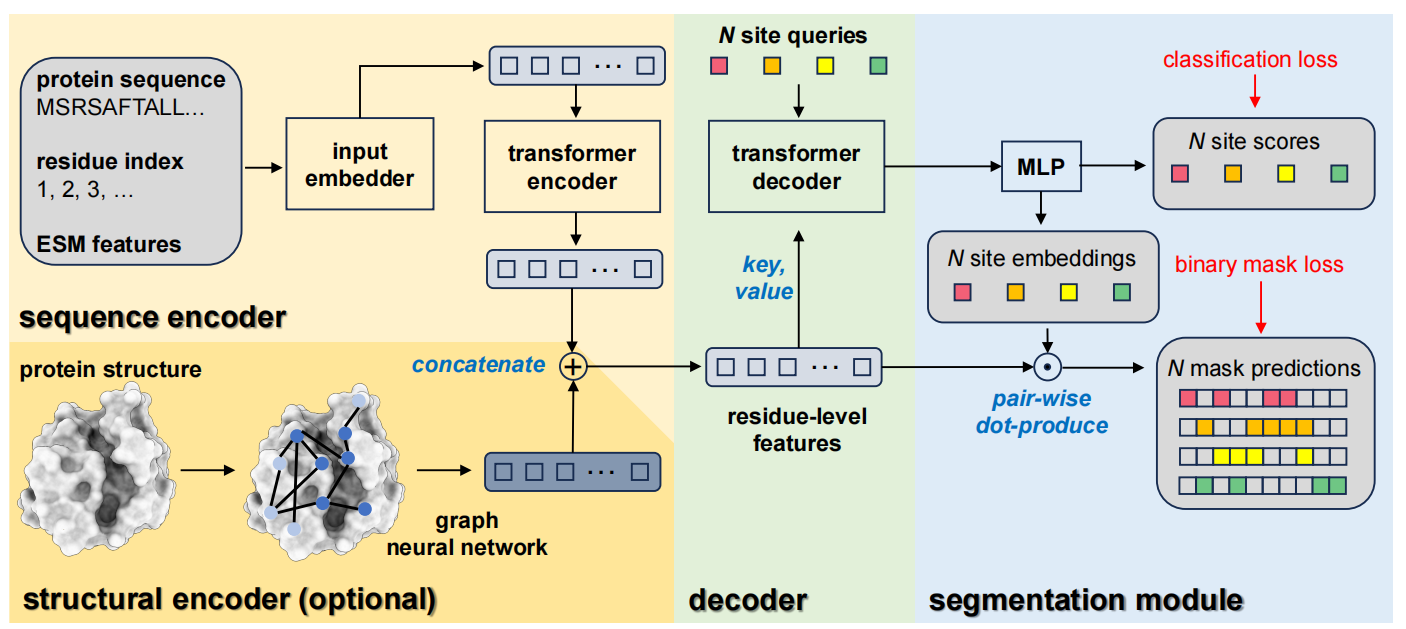 protein sequence
MSRSAFTALL...
residue index
1, 2, 3, ...
ESM features
input
embedder
...
transformer
encoder
...
sequence encoder
protein structure
concatenate
+
...
graph
neural network
structural encoder (optional)
N site queries
transformer
decoder
key,
value
...
residue-level
features
decoder
MLP
classification loss
N site scores
N site embeddings
binary mask loss
pair-wise
dot-produce
N mask predictions
segmentation module